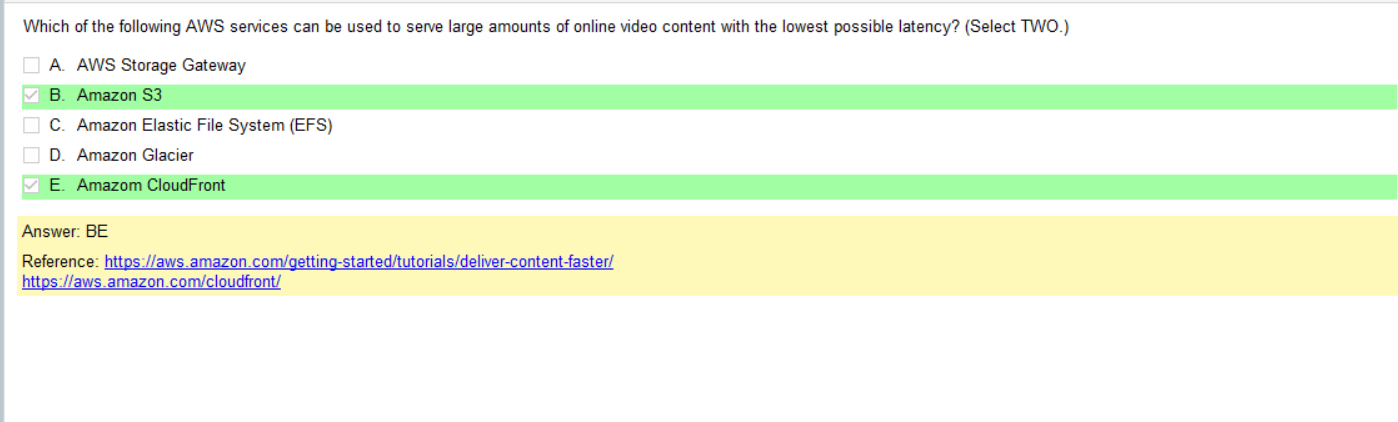 Which of the following AWS services can be used to serve large amounts of online video content with the lowest possible latency? (Select TWO.)
A. AWS Storage Gateway
B. Amazon S3
C. Amazon Elastic File System (EFS)
D. Amazon Glacier
E. Amazom CloudFront
Answer: BE
Reference: https://aws.amazon.com/getting-started/tutorials/deliver-content-faster/
https://aws.amazon.com/cloudfront/